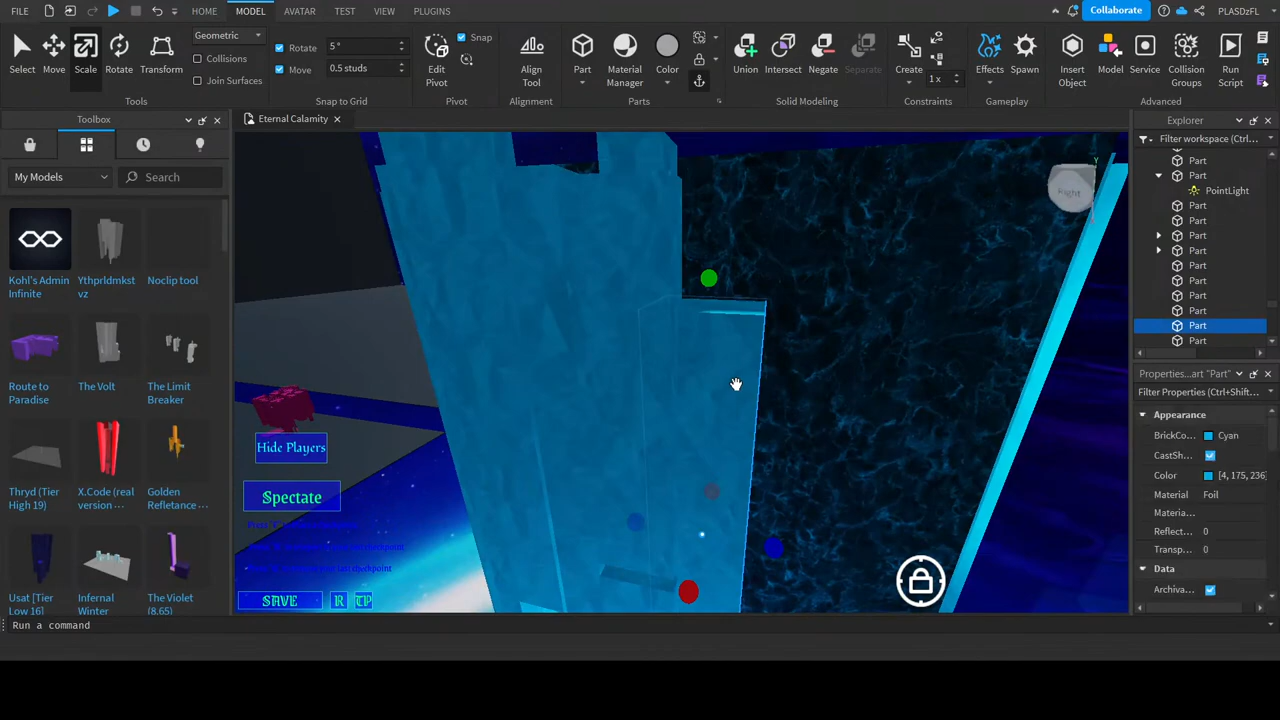 FILE HOME MODEL AVATAR TEST VIEW PLUGINS Collaborate PLASDzFL
Select Move Scale Rotate Transform
Geometric
Collisions
Join Surfaces
Rotate 5 °
Move 0.5 studs
Edit Pivot
Snap
Align Tool
Part Material Manager Color
Union Intersect Negate Separate
Create 1 x
Effects Spawn
Insert Object Model Service Collision Groups Run Script
Tools Snap to Grid Pivot Alignment Parts Solid Modeling Constraints Gameplay Advanced
Toolbox
My Models Search
Kohl's Admin Infinite
Ythprldmkst vz
Noclip tool
Route to Paradise
The Volt
The Limit Breaker
Thryd (Tier High 19)
X.Code (real version ...
Golden Refletance ...
Usat [Tier Low 16]
Infernal Winter
The Violet (8.65)
Eternal Calamity
Right
Y
Hide Players
Spectate
SAVE R TP
Explorer
Filter workspace (Ctrl...
Part
Part
PointLight
Part
Part
Part
Part
Part
Part
Part
Part
Part
Part
Properties...art "Part"
Filter Properties (Ctrl+Shift...
Appearance
BrickCo... Cyan
CastSh...
Color [4, 175, 236]
Material Foil
Materia...
Reflect... 0
Transp... 0
Data
Archiva...
Run a command